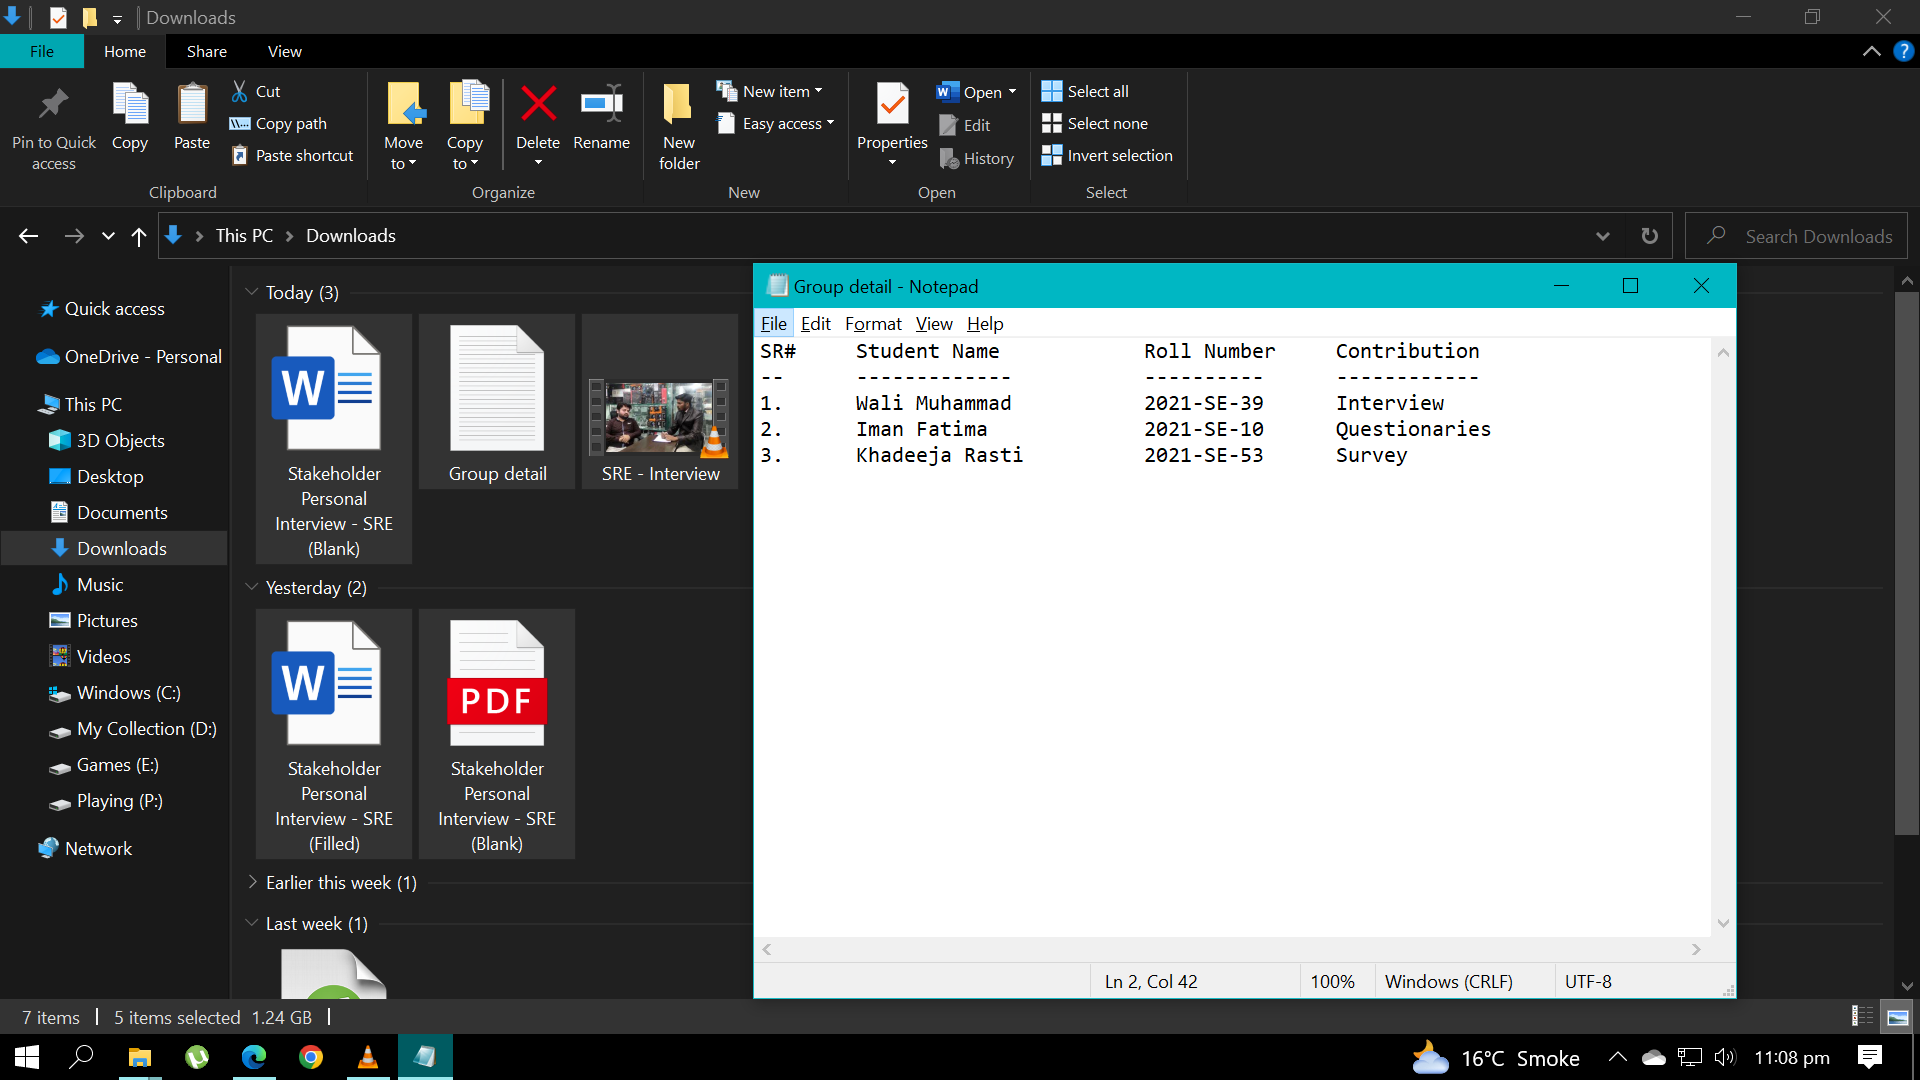 Downloads
File Home Share View
Pin to Quick access
Copy
Paste
Cut
Copy path
Paste shortcut
Clipboard
Move to
Copy to
Delete
Rename
Organize
New folder
New item
Easy access
New
Properties
Open
Edit
History
Open
Select all
Select none
Invert selection
Select
This PC Downloads
Search Downloads
Quick access
OneDrive - Personal
This PC
3D Objects
Desktop
Documents
Downloads
Music
Pictures
Videos
Windows (C:)
My Collection (D:)
Games (E:)
Playing (P:)
Network
Today (3)
W
Stakeholder
Personal
Interview - SRE
(Blank)
Group detail
SRE - Interview
Yesterday (2)
W
Stakeholder
Personal
Interview - SRE
(Filled)
PDF
Stakeholder
Personal
Interview - SRE
(Blank)
Earlier this week (1)
Last week (1)
Group detail - Notepad
File Edit Format View Help
SR# Student Name Roll Number Contribution
-- ------------- ---------- ------------
1. Wali Muhammad 2021-SE-39 Interview
2. Iman Fatima 2021-SE-10 Questionaries
3. Khadeeja Rasti 2021-SE-53 Survey
Ln 2, Col 42 100% Windows (CRLF) UTF-8
7 items 5 items selected 1.24 GB
16°C Smoke 11:08 pm